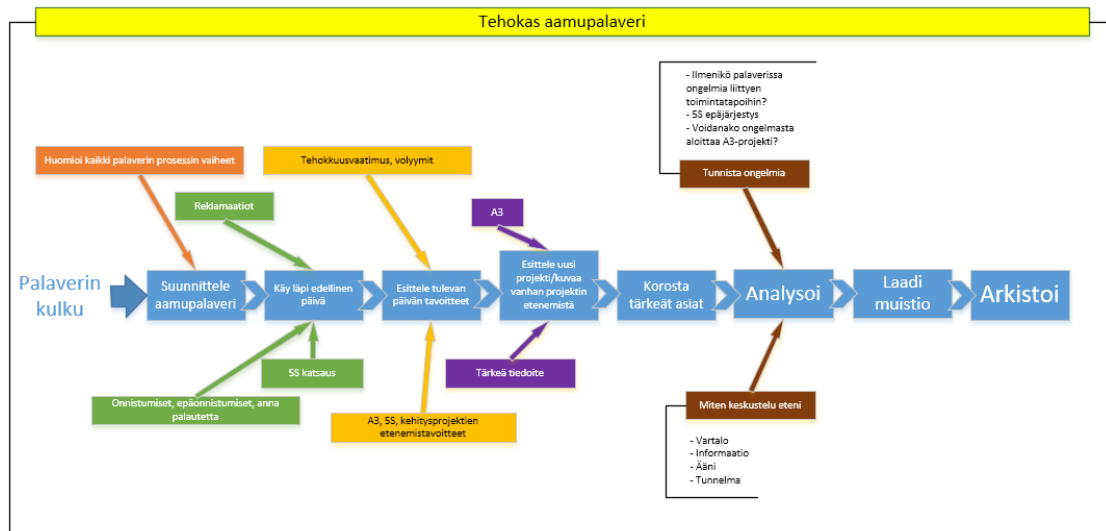 Tehokas aamupalaveri
- Ilmenikö palaverissa
ongelmia liittyen
toimintatapoihin?
- 5S epäjärjestys
- Voidanako ongelmasta
aloittaa A3-projekti?
Huomioi kaikki palaverin prosessin vaiheet
Tehokkuusvaatimus, volyymit
Tunnista ongelmia
Reklamaatiot
A3
Palaverin
kulku
Suunnittele
aamupalaveri
Käy läpi edellinen
päivä
Esittele tulevan
päivän tavoitteet
Esittele uusi
projekti/kuvaa
vanhan projektin
etenemistä
Korosta
tärkeät asiat
Analysoi
Laadi
muistio
Arkistoi
5S katsaus
Tärkeä tiedoite
Onnistumiset, epäonnistumiset, anna
palautetta
A3, 5S, kehitysprojektien
etenemistavoitteet
Miten keskustelu eteni
- Vartalo
- Informaatio
- Ääni
- Tunnelma